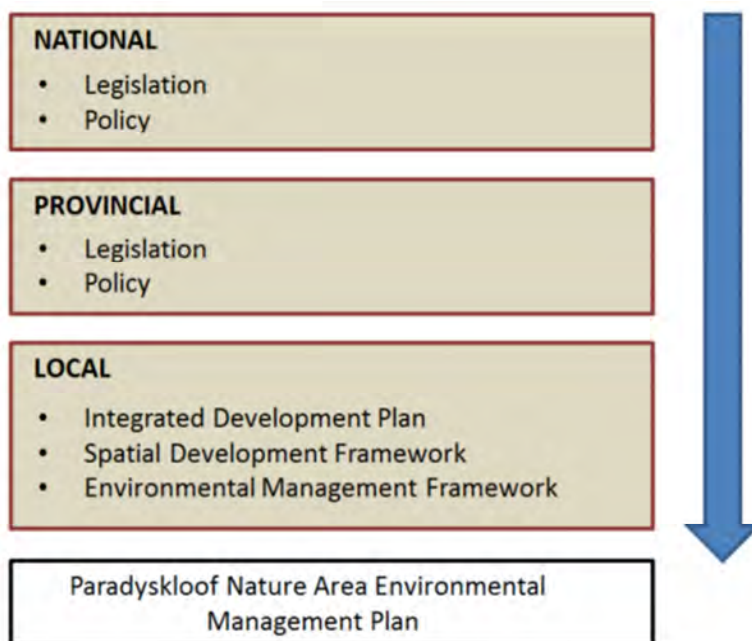 NATIONAL
• Legislation
• Policy
PROVINCIAL
• Legislation
• Policy
LOCAL
• Integrated Development Plan
• Spatial Development Framework
• Environmental Management Framework
Paradyskloof Nature Area Environmental
Management Plan